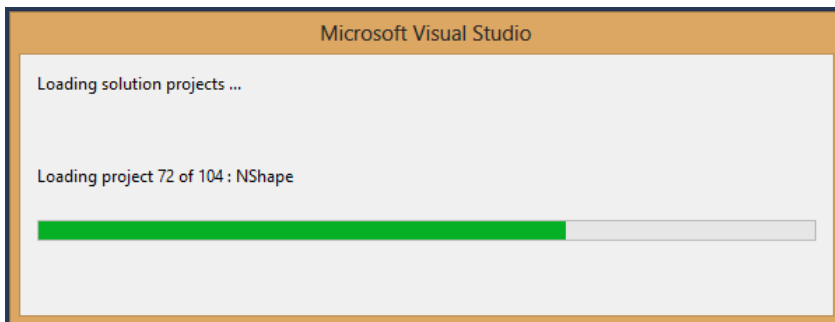 Microsoft Visual Studio
Loading solution projects ...
Loading project 72 of 104 : NShape